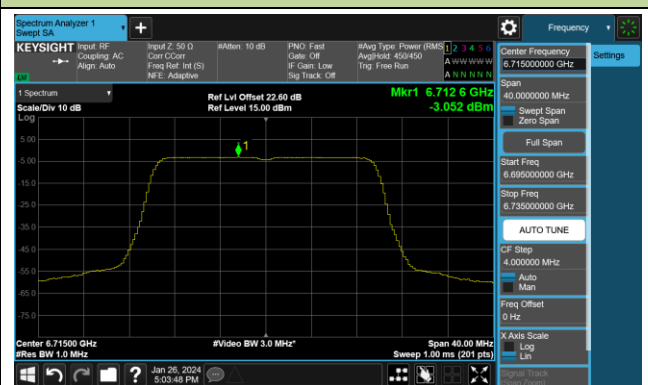 Spectrum Analyzer 1
Swept SA
+
Frequency
KEYSIGHT
Input: RF
Coupling: AC
Align: Auto
Input Z: 50 Ω
Corr CCorr
Freq Ref: Int (S)
NFE: Adaptive
#Atten: 10 dB
PNO: Fast
Gate: Off
IF Gain: Low
Sig Track: Off
#Avg Type: Power (RMS
Avg|Hold: 450/450
Trig: Free Run
1 2 3 4 5 6
A W W W W W
A N N N N N
LXI
Center Frequency
6.715000000 GHz
Settings
Span
40.0000000 MHz
Swept Span
Zero Span
Full Span
Start Freq
6.695000000 GHz
Stop Freq
6.735000000 GHz
AUTO TUNE
CF Step
4.000000 MHz
Auto
Man
Freq Offset
0 Hz
X Axis Scale
Log
Lin
Signal Track
(Span Zoom)
1 Spectrum
Scale/Div 10 dB
Log
Ref Lvl Offset 22.60 dB
Ref Level 15.00 dBm
Mkr1 6.712 6 GHz
-3.052 dBm
1
5.00
-5.00
-15.0
-25.0
-35.0
-45.0
-55.0
-65.0
-75.0
Center 6.71500 GHz
#Video BW 3.0 MHz*
Span 40.00 MHz
#Res BW 1.0 MHz
Sweep 1.00 ms (201 pts)
?
Jan 26, 2024
5:03:48 PM